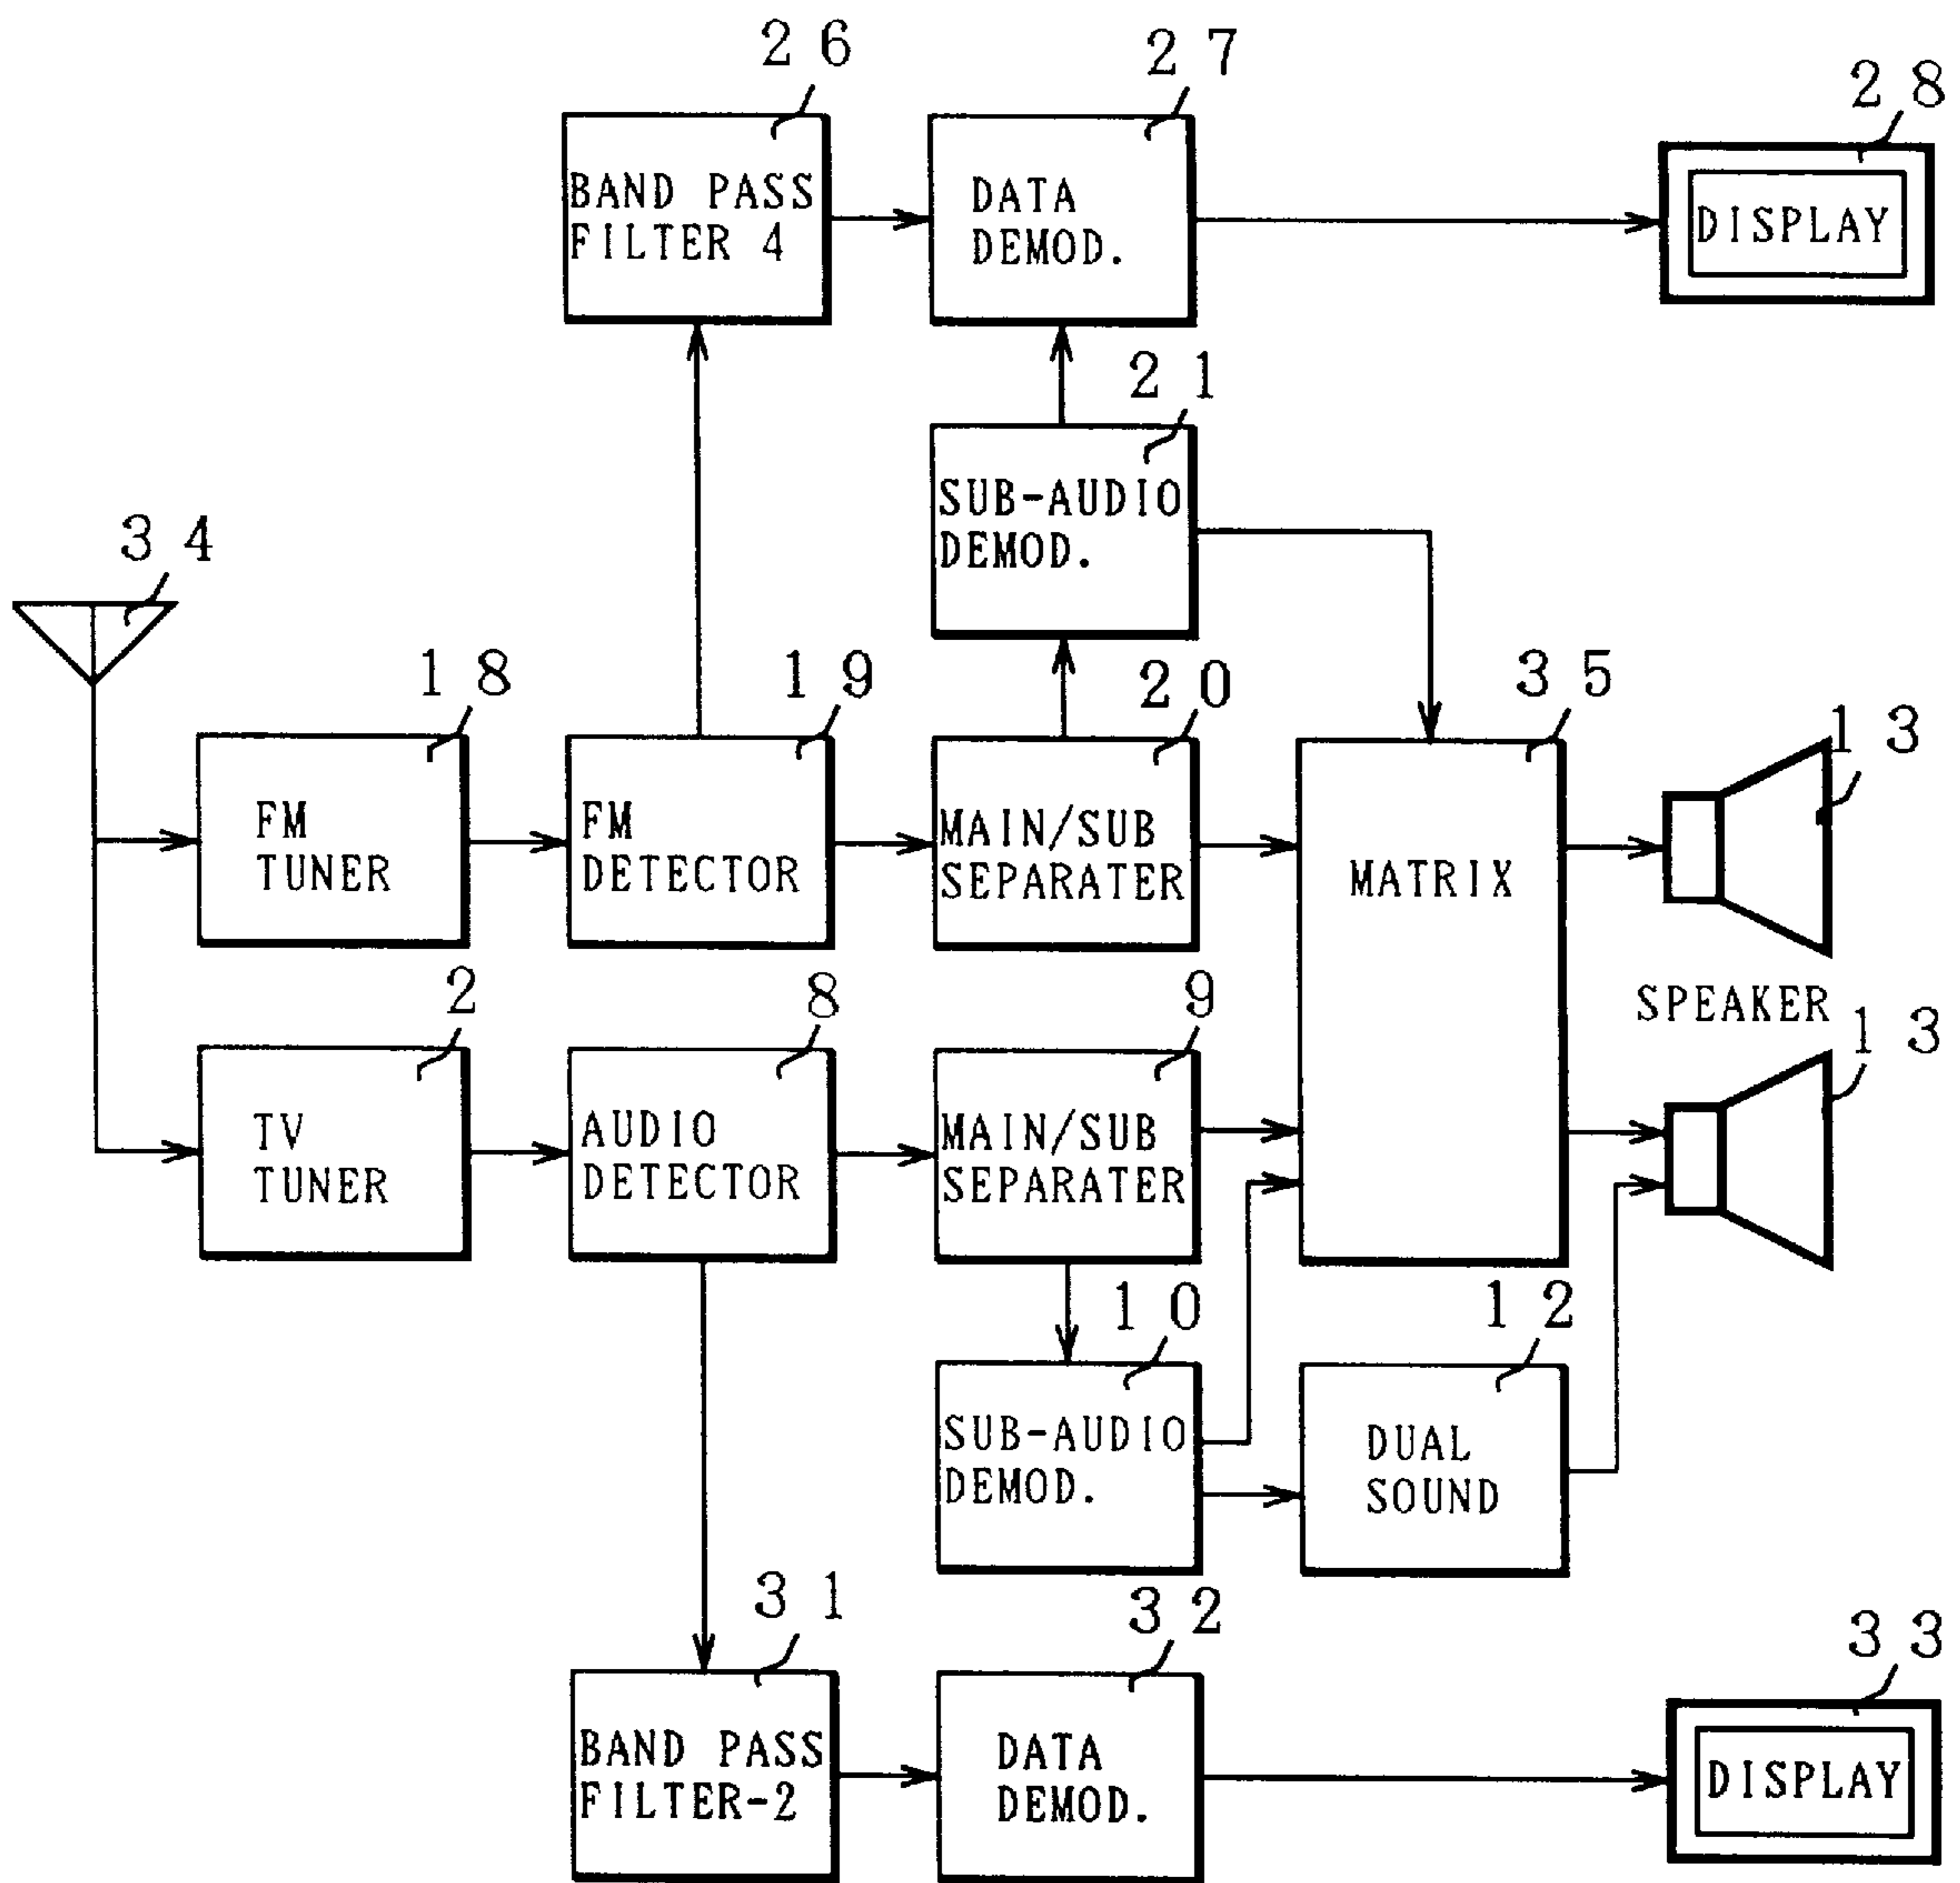 26
27
28
BAND PASS
FILTER 4
DATA
DEMOD.
DISPLAY
21
SUB-AUDIO
DEMOD.
34
18
19
20
35
13
FM
TUNER
FM
DETECTOR
MAIN/SUB
SEPARATER
MATRIX
SPEAKER
2
8
9
13
TV
TUNER
AUDIO
DETECTOR
MAIN/SUB
SEPARATER
10
12
SUB-AUDIO
DEMOD.
DUAL
SOUND
31
32
33
BAND PASS
FILTER-2
DATA
DEMOD.
DISPLAY